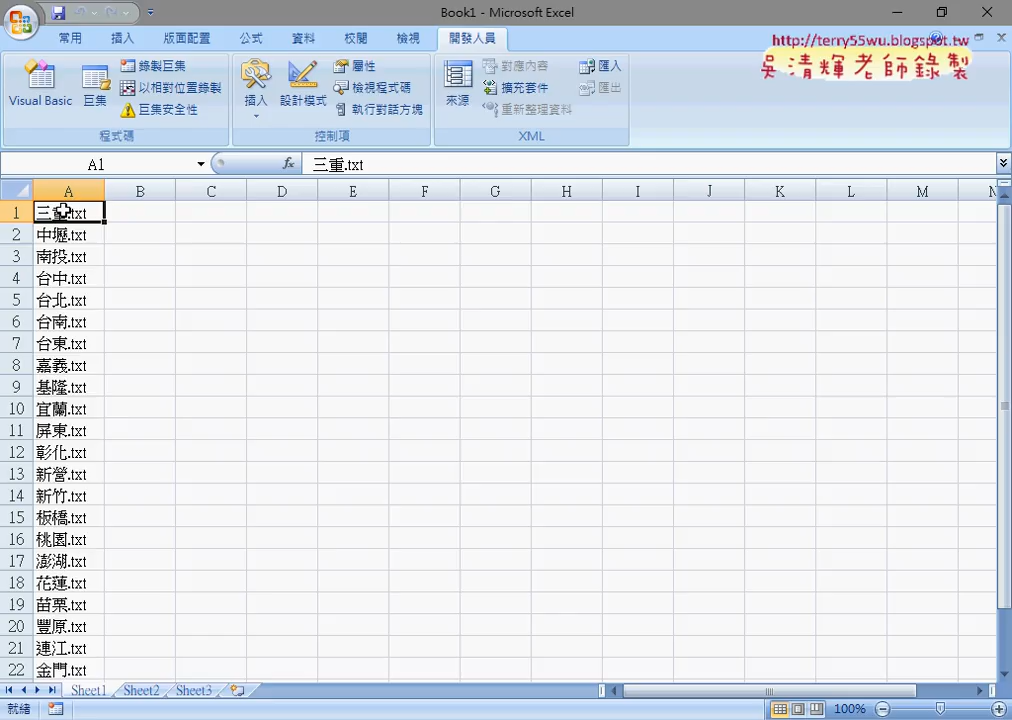 Book1 - Microsoft Excel
常用 插入 版面配置 公式 資料 校閱 檢視 開發人員
http://terry55wu.blogspot.tw
吳清輝老師錄製
Visual Basic
巨集
錄製巨集
以相對位置錄製
巨集安全性
程式碼
插入
設計模式
屬性
檢視程式碼
執行對話方塊
控制項
來源
對應內容
擴充套件
重新整理資料
匯入
匯出
XML
A1 fx 三重.txt
A B C D E F G H I J K L M N
1 三重.txt
2 中壢.txt
3 南投.txt
4 台中.txt
5 台北.txt
6 台南.txt
7 台東.txt
8 嘉義.txt
9 基隆.txt
10 宜蘭.txt
11 屏東.txt
12 彰化.txt
13 新營.txt
14 新竹.txt
15 板橋.txt
16 桃園.txt
17 澎湖.txt
18 花蓮.txt
19 苗栗.txt
20 豐原.txt
21 連江.txt
22 金門.txt
Sheet1 Sheet2 Sheet3
就緒 100%